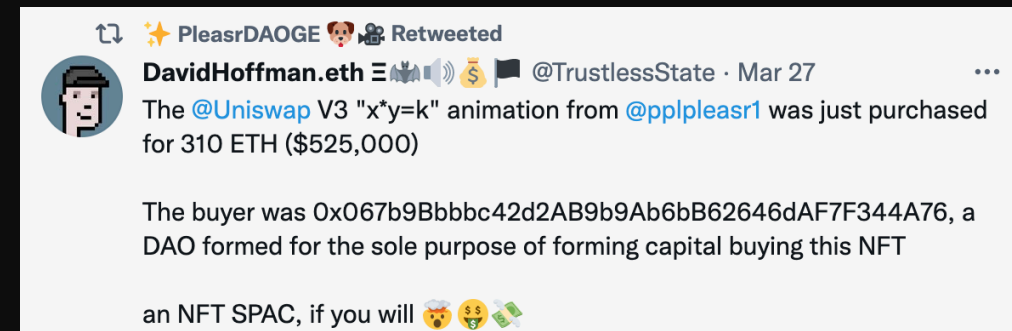 ✨ PleasrDAOGE 🐶🎥 Retweeted
DavidHoffman.eth Ξ🦇🔊💰🏴 @TrustlessState · Mar 27
The @Uniswap V3 "x*y=k" animation from @pplpleasr1 was just purchased
for 310 ETH ($525,000)
The buyer was 0x067b9Bbbbc42d2AB9b9Ab6bB62646dAF7F344A76, a
DAO formed for the sole purpose of forming capital buying this NFT
an NFT SPAC, if you will 🤯🤑💸